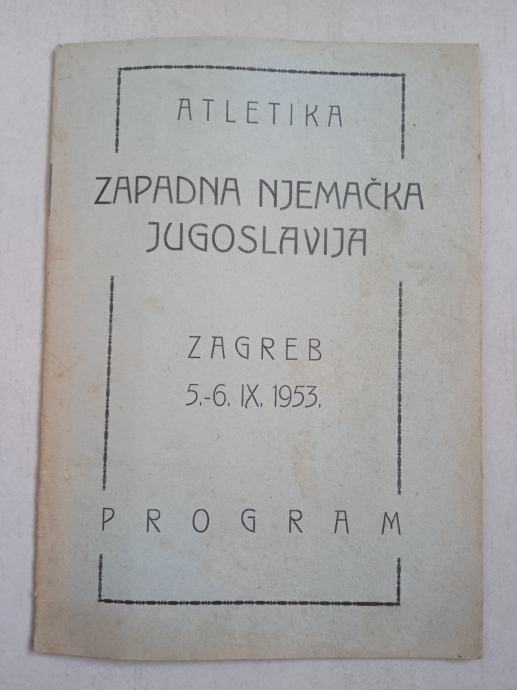 ATLETIKA
ZAPADNA NJEMAČKA
JUGOSLAVIJA
ZAGREB
5.-6. IX. 1953.
PROGRAM